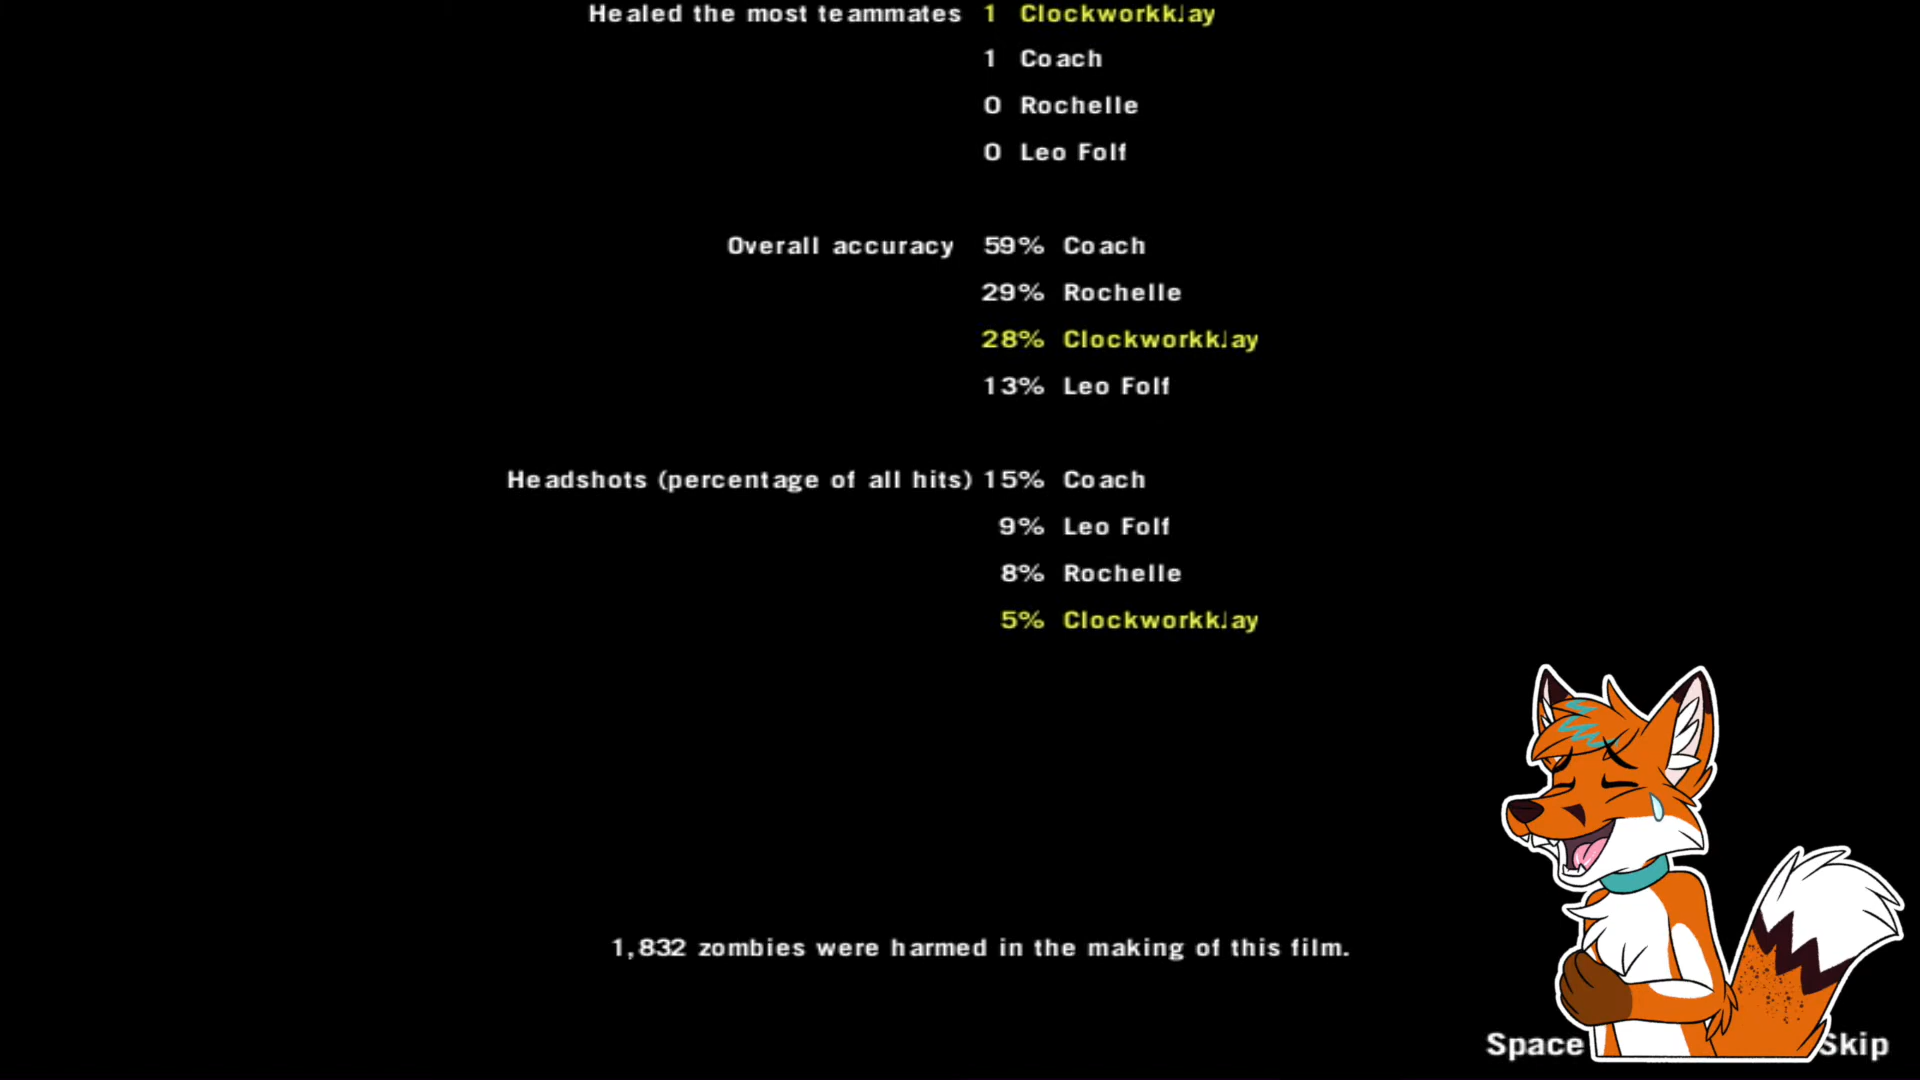 Healed the most teammates 1 ClockworkkJay
1 Coach
0 Rochelle
0 Leo Folf
Overall accuracy 59% Coach
29% Rochelle
28% ClockworkkJay
13% Leo Folf
Headshots (percentage of all hits) 15% Coach
9% Leo Folf
8% Rochelle
5% ClockworkkJay
1,832 zombies were harmed in the making of this film.
Space Skip